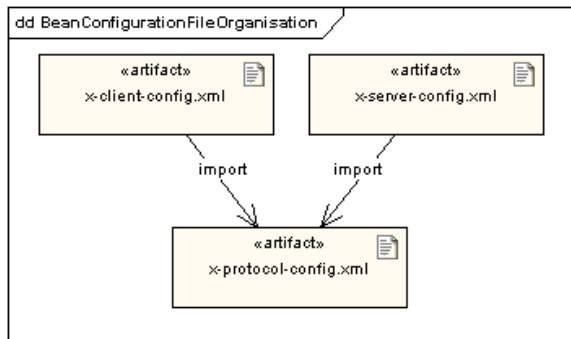 dd BeanConfigurationFileOrganisation
«artifact»
x-client-config.xml
«artifact»
x-server-config.xml
import
import
«artifact»
x-protocol-config.xml